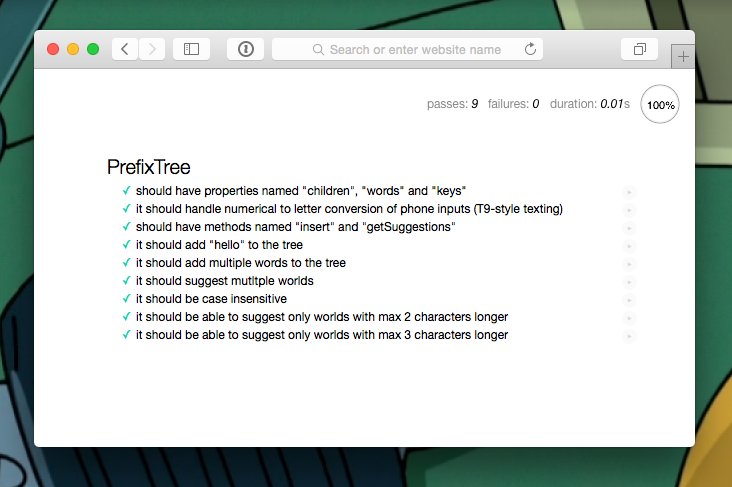 Search or enter website name
passes: 9 failures: 0 duration: 0.01s 100%
PrefixTree
✓ should have properties named "children", "words" and "keys"
✓ it should handle numerical to letter conversion of phone inputs (T9-style texting)
✓ should have methods named "insert" and "getSuggestions"
✓ it should add "hello" to the tree
✓ it should add multiple words to the tree
✓ it should suggest mutltple worlds
✓ it should be case insensitive
✓ it should be able to suggest only worlds with max 2 characters longer
✓ it should be able to suggest only worlds with max 3 characters longer